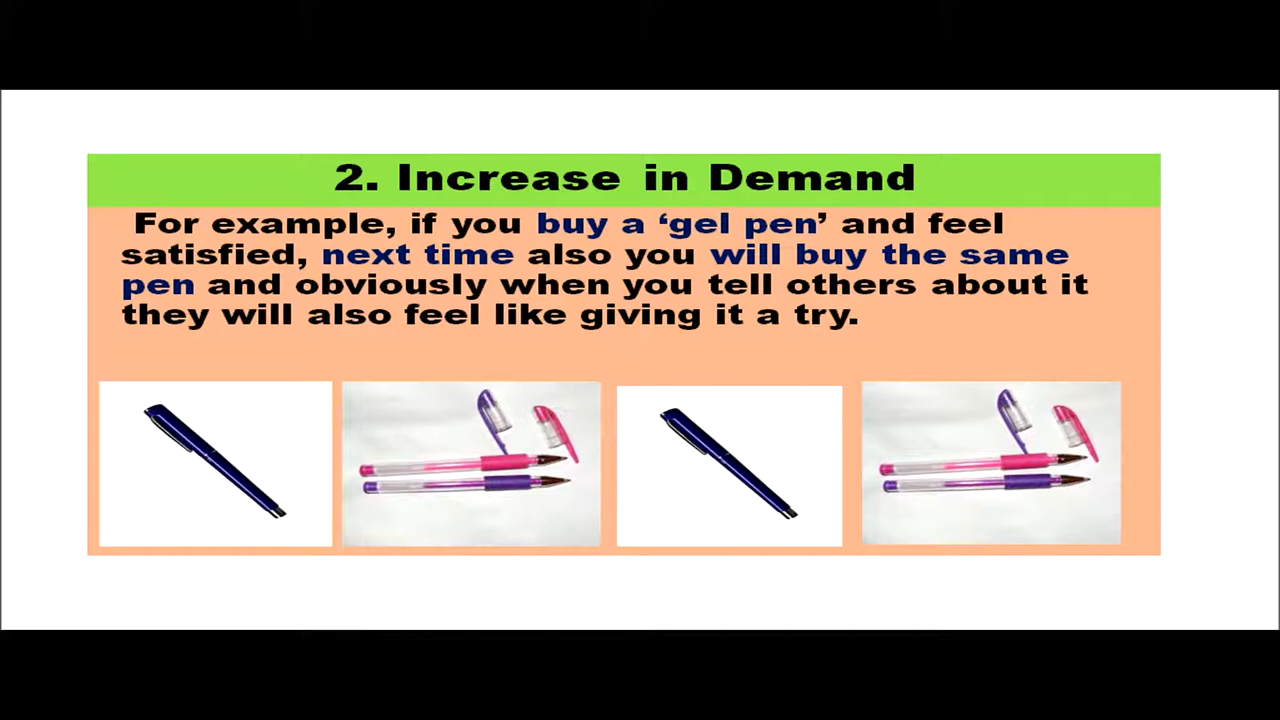 2. Increase in Demand
For example, if you buy a ‘gel pen’ and feel
satisfied, next time also you will buy the same
pen and obviously when you tell others about it
they will also feel like giving it a try.